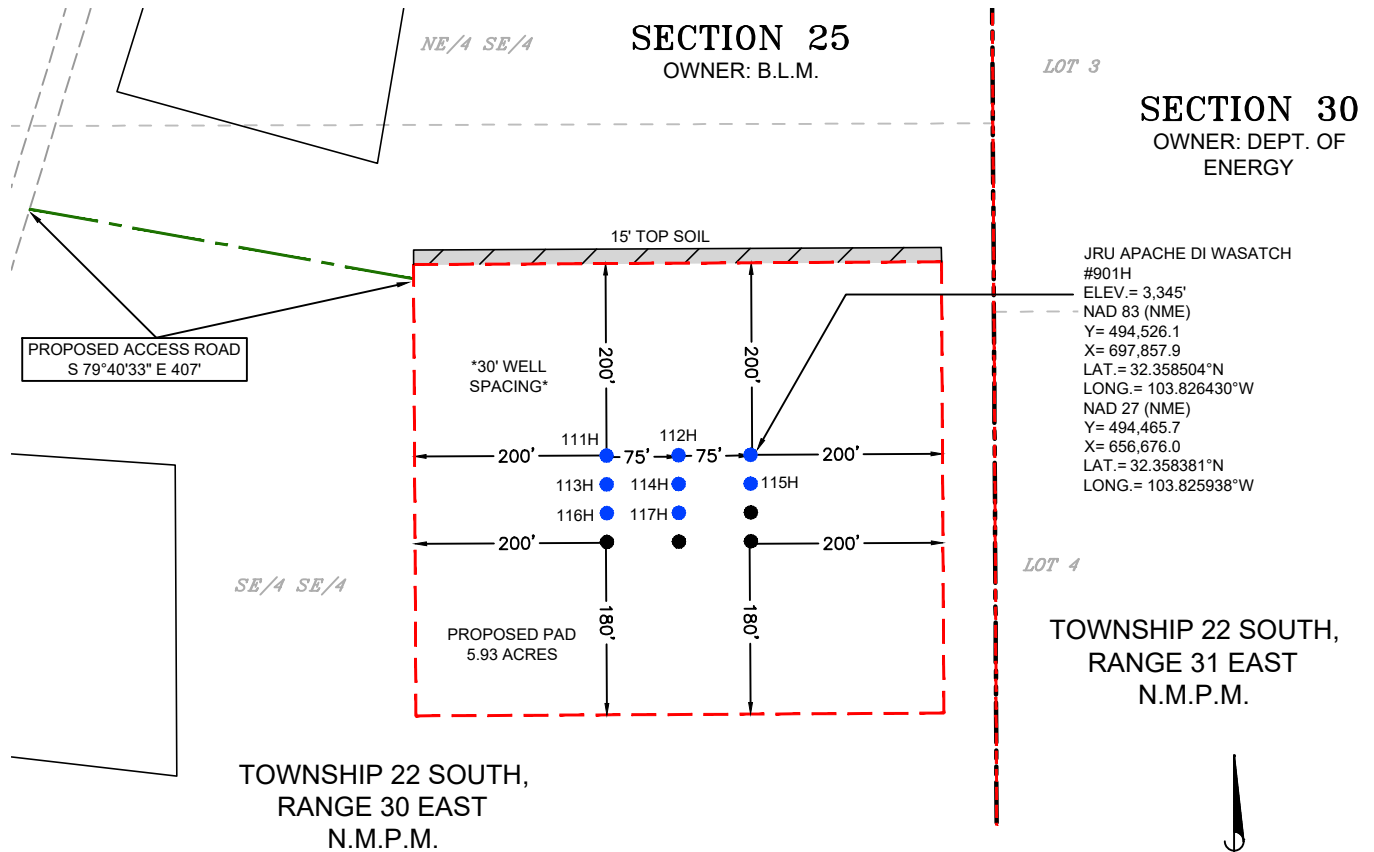 NE/4 SE/4
SECTION 25
OWNER: B.L.M.
LOT 3
SECTION 30
OWNER: DEPT. OF
ENERGY
15' TOP SOIL
JRU APACHE DI WASATCH
#901H
ELEV.= 3,345'
NAD 83 (NME)
Y= 494,526.1
X= 697,857.9
LAT.= 32.358504°N
LONG.= 103.826430°W
NAD 27 (NME)
Y= 494,465.7
X= 656,676.0
LAT.= 32.358381°N
LONG.= 103.825938°W
PROPOSED ACCESS ROAD
S 79°40'33" E 407'
*30' WELL
SPACING*
200'
200'
111H
112H
200'
75'
75'
200'
113H
114H
115H
116H
117H
200'
200'
SE/4 SE/4
LOT 4
180'
180'
PROPOSED PAD
5.93 ACRES
TOWNSHIP 22 SOUTH,
RANGE 31 EAST
N.M.P.M.
TOWNSHIP 22 SOUTH,
RANGE 30 EAST
N.M.P.M.